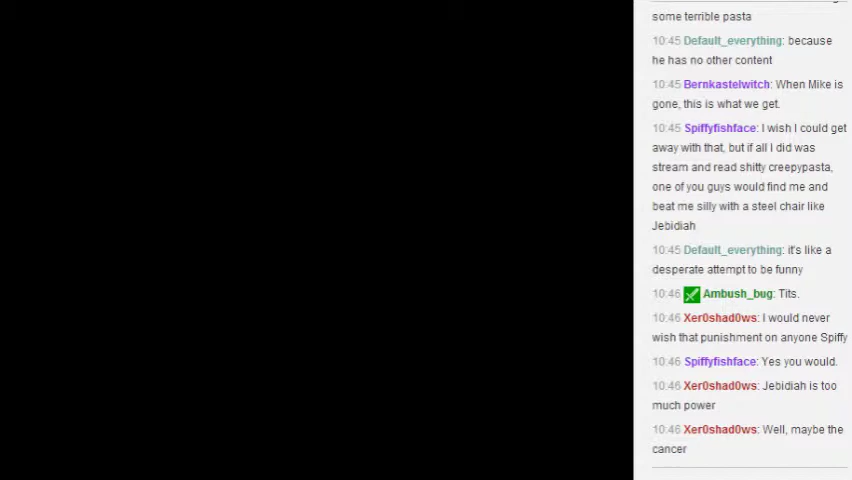 some terrible pasta
10:45 Default_everything: because
he has no other content
10:45 Bernkastelwitch: When Mike is
gone, this is what we get.
10:45 Spiffyfishface: I wish I could get
away with that, but if all I did was
stream and read shitty creepypasta,
one of you guys would find me and
beat me silly with a steel chair like
Jebidiah
10:45 Default_everything: it's like a
desperate attempt to be funny
10:46 Ambush_bug: Tits.
10:46 Xer0shad0ws: I would never
wish that punishment on anyone Spiffy
10:46 Spiffyfishface: Yes you would.
10:46 Xer0shad0ws: Jebidiah is too
much power
10:46 Xer0shad0ws: Well, maybe the
cancer